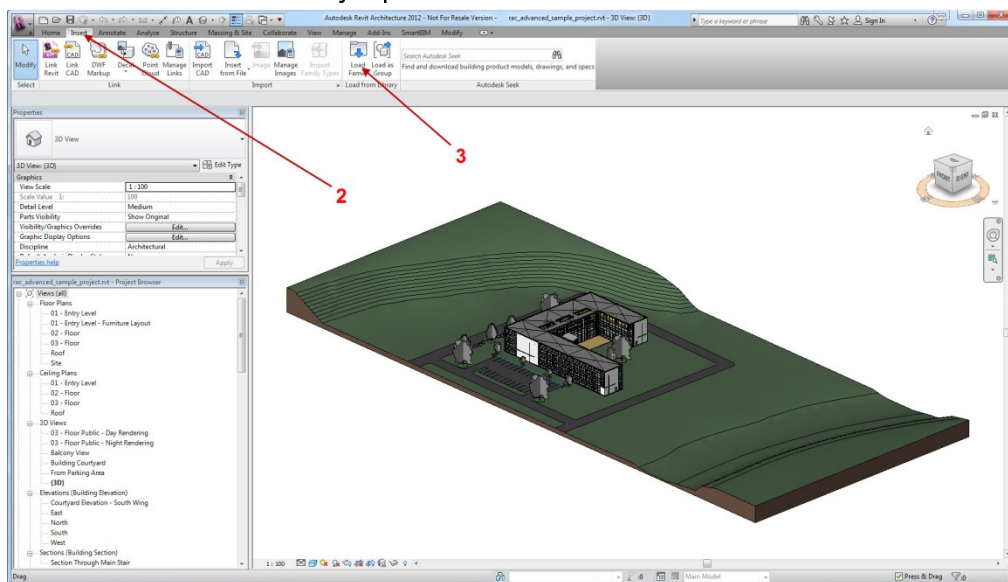 Autodesk Revit Architecture 2012 - Not For Resale Version - rac_advanced_sample_project.rvt - 3D View: {3D}
Type a keyword or phrase
Sign In
Home Insert Annotate Analyze Structure Massing & Site Collaborate View Manage Add-Ins SmartBIM Modify
Modify
Link Revit
Link CAD
DWF Markup
Decal
Point Cloud
Manage Links
Import CAD
Insert from File
Image
Manage Images
Import Family Types
Load Family
Load as Group
Search Autodesk Seek
Find and download building product models, drawings, and specs
Select Link Import Load from Library Autodesk Seek
2
3
Properties
3D View
3D View: {3D} Edit Type
Graphics
View Scale 1 : 100
Scale Value 1: 100
Detail Level Medium
Parts Visibility Show Original
Visibility/Graphics Overrides Edit...
Graphic Display Options Edit...
Discipline Architectural
Properties help Apply
rac_advanced_sample_project.rvt - Project Browser
Views (all)
Floor Plans
01 - Entry Level
01 - Entry Level - Furniture Layout
02 - Floor
03 - Floor
Roof
Site
Ceiling Plans
01 - Entry Level
02 - Floor
03 - Floor
Roof
3D Views
03 - Floor Public - Day Rendering
03 - Floor Public - Night Rendering
Balcony View
Building Courtyard
From Parking Area
{3D}
Elevations (Building Elevation)
Courtyard Elevation - South Wing
East
North
South
West
Sections (Building Section)
Section Through Main Stair
FRONT RIGHT
1 : 100
Drag
:0
Main Model
Press & Drag
:0